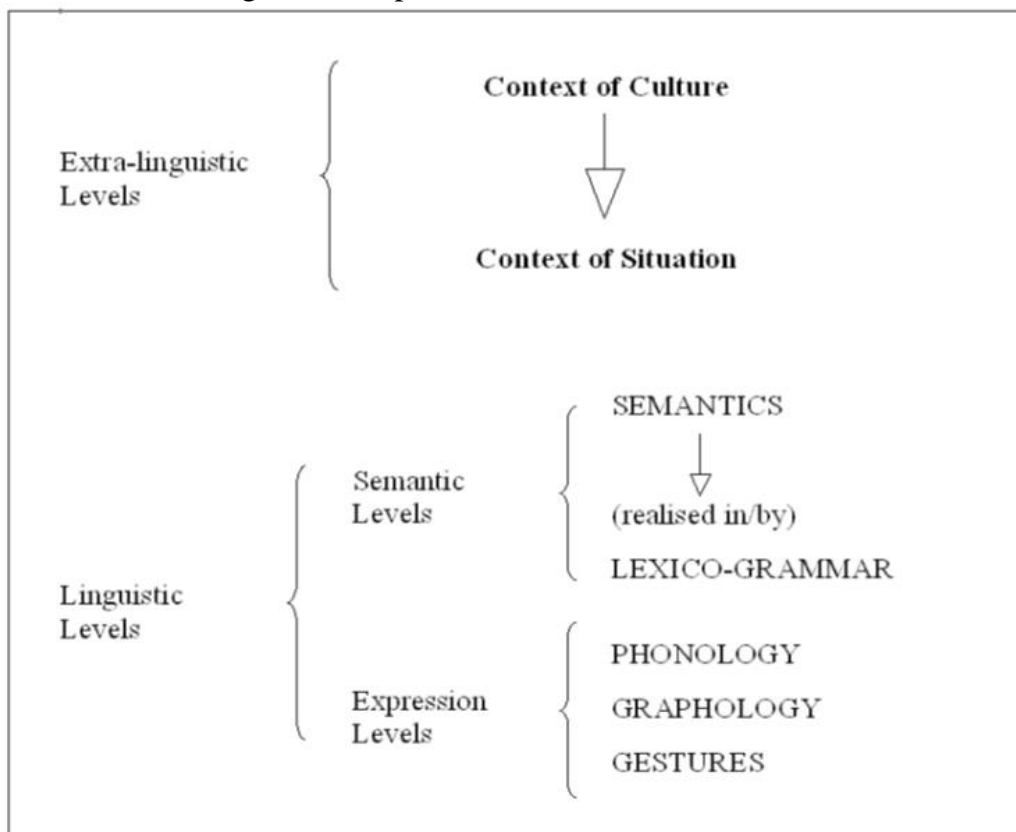 Context of Culture
Extra-linguistic
Levels
Context of Situation
SEMANTICS
Semantic
Levels
(realised in/by)
LEXICO-GRAMMAR
Linguistic
Levels
PHONOLOGY
Expression
Levels
GRAPHOLOGY
GESTURES